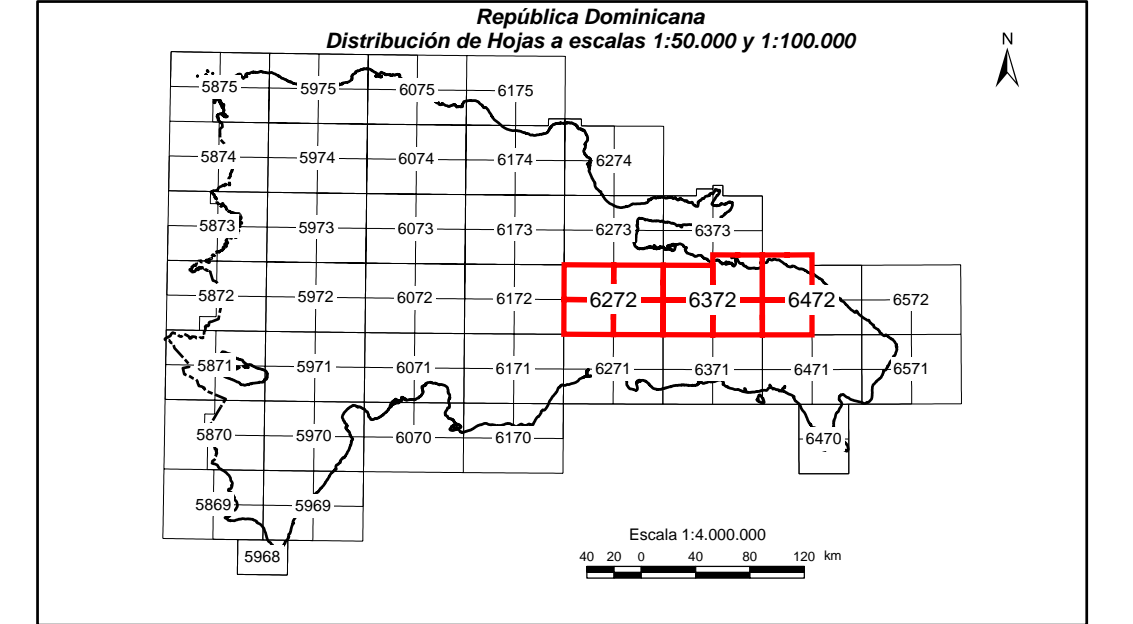 República Dominicana
Distribución de Hojas a escalas 1:50.000 y 1:100.000
N
5875 5975 6075 6175
5874 5974 6074 6174 6274
5873 5973 6073 6173 6273 6373
5872 5972 6072 6172 6272 6372 6472 6572
5871 5971 6071 6171 6271 6371 6471 6571
5870 5970 6070 6170 6470
5869 5969
5968
Escala 1:4.000.000
40 20 0 40 80 120 km